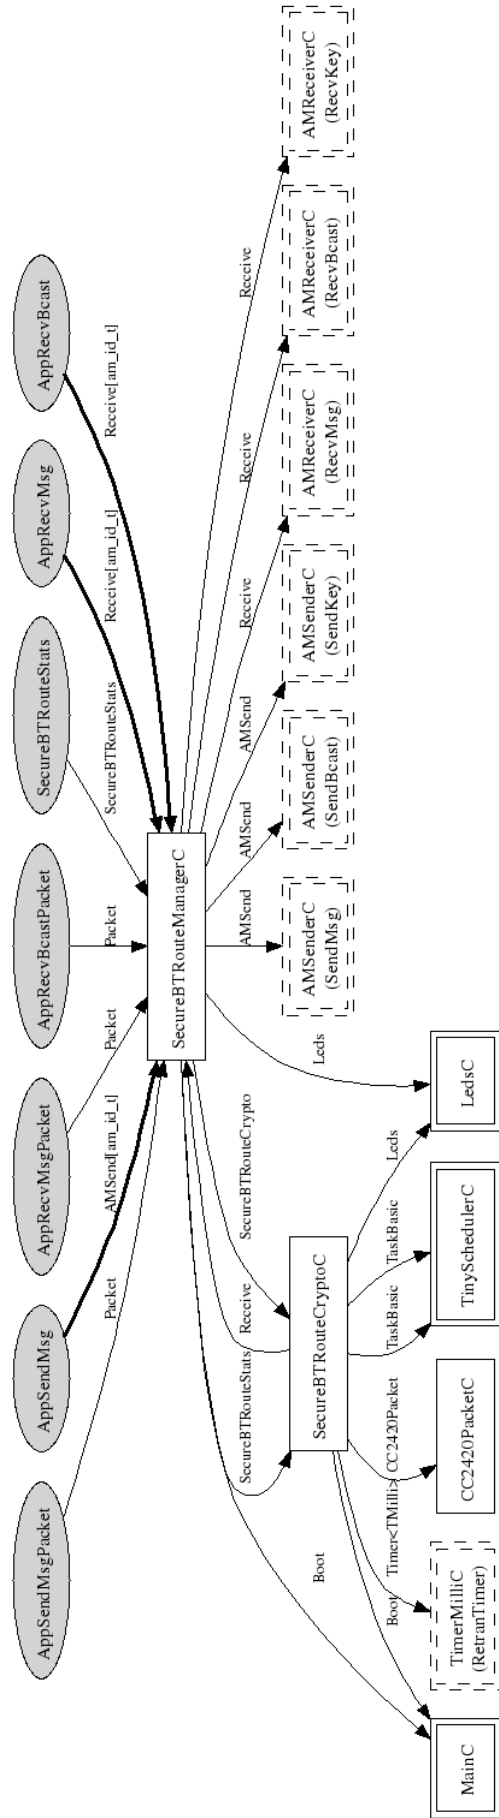 AppSendMsgPacket
AppSendMsg
AppRecvMsgPacket
AppRecvBcastPacket
SecureBTRouteStats
AppRecvMsg
AppRecvBcast
Packet
AMSend[am_id_t]
Packet
Packet
SecureBTRouteStats
Receive[am_id_t]
Receive[am_id_t]
SecureBTRouteManagerC
SecureBTRouteStats
Receive
SecureBTRouteCrypto
Leds
AMSend
AMSend
AMSend
Receive
Receive
Receive
Boot
SecureBTRouteCryptoC
AMSenderC
(SendMsg)
AMSenderC
(SendBcast)
AMSenderC
(SendKey)
AMReceiverC
(RecvMsg)
AMReceiverC
(RecvBcast)
AMReceiverC
(RecvKey)
Boot
Timer<TMilli>
CC2420Packet
TaskBasic
TaskBasic
Leds
MainC
TimerMilliC
(RetranTimer)
CC2420PacketC
TinySchedulerC
LedsC